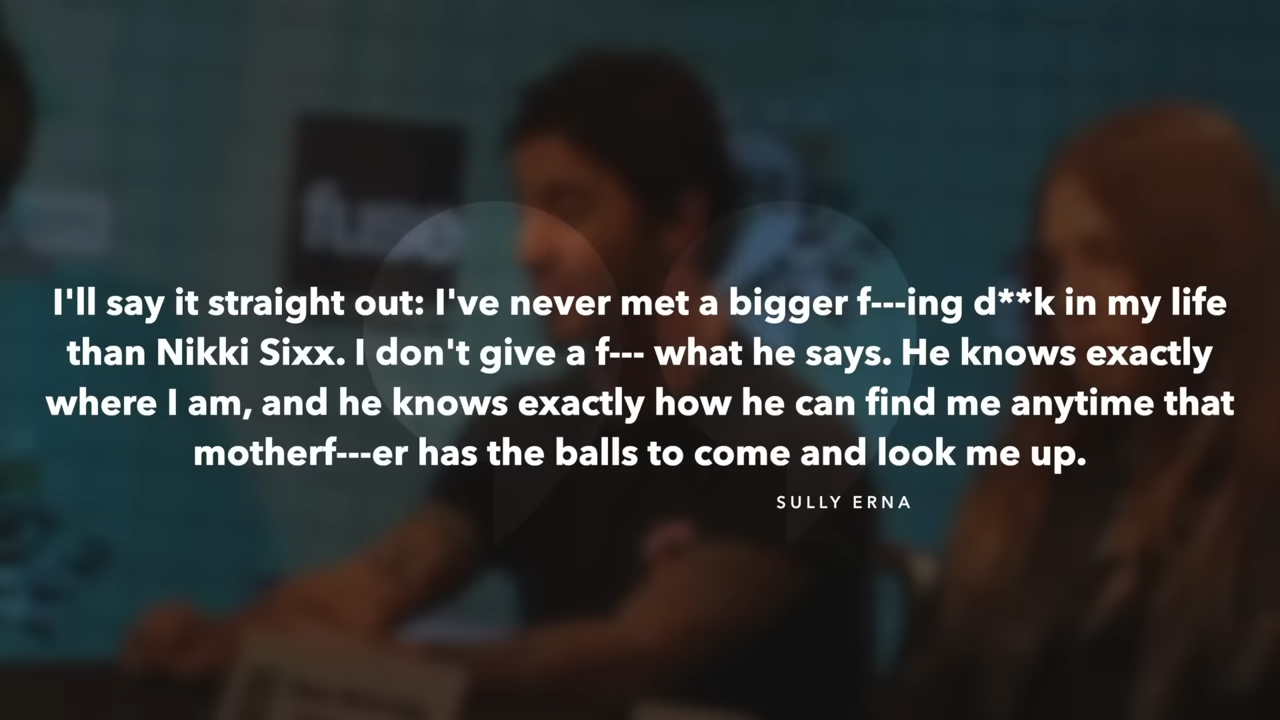 fuse
I'll say it straight out: I've never met a bigger f---ing d**k in my life
than Nikki Sixx. I don't give a f--- what he says. He knows exactly
where I am, and he knows exactly how he can find me anytime that
motherf---er has the balls to come and look me up.
SULLY ERNA